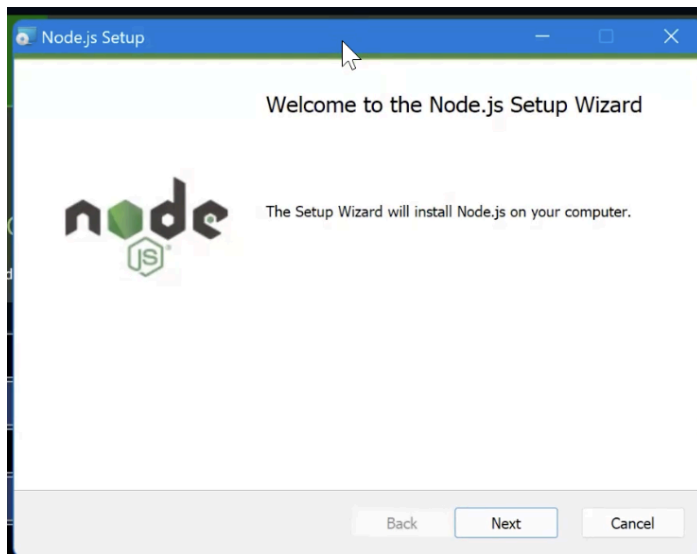 Node.js Setup
Welcome to the Node.js Setup Wizard
node
JS
The Setup Wizard will install Node.js on your computer.
Back
Next
Cancel